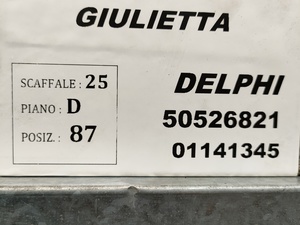 GIULIETTA
SCAFFALE: 25
PIANO: D
POSIZ.: 87
DELPHI
50526821
01141345